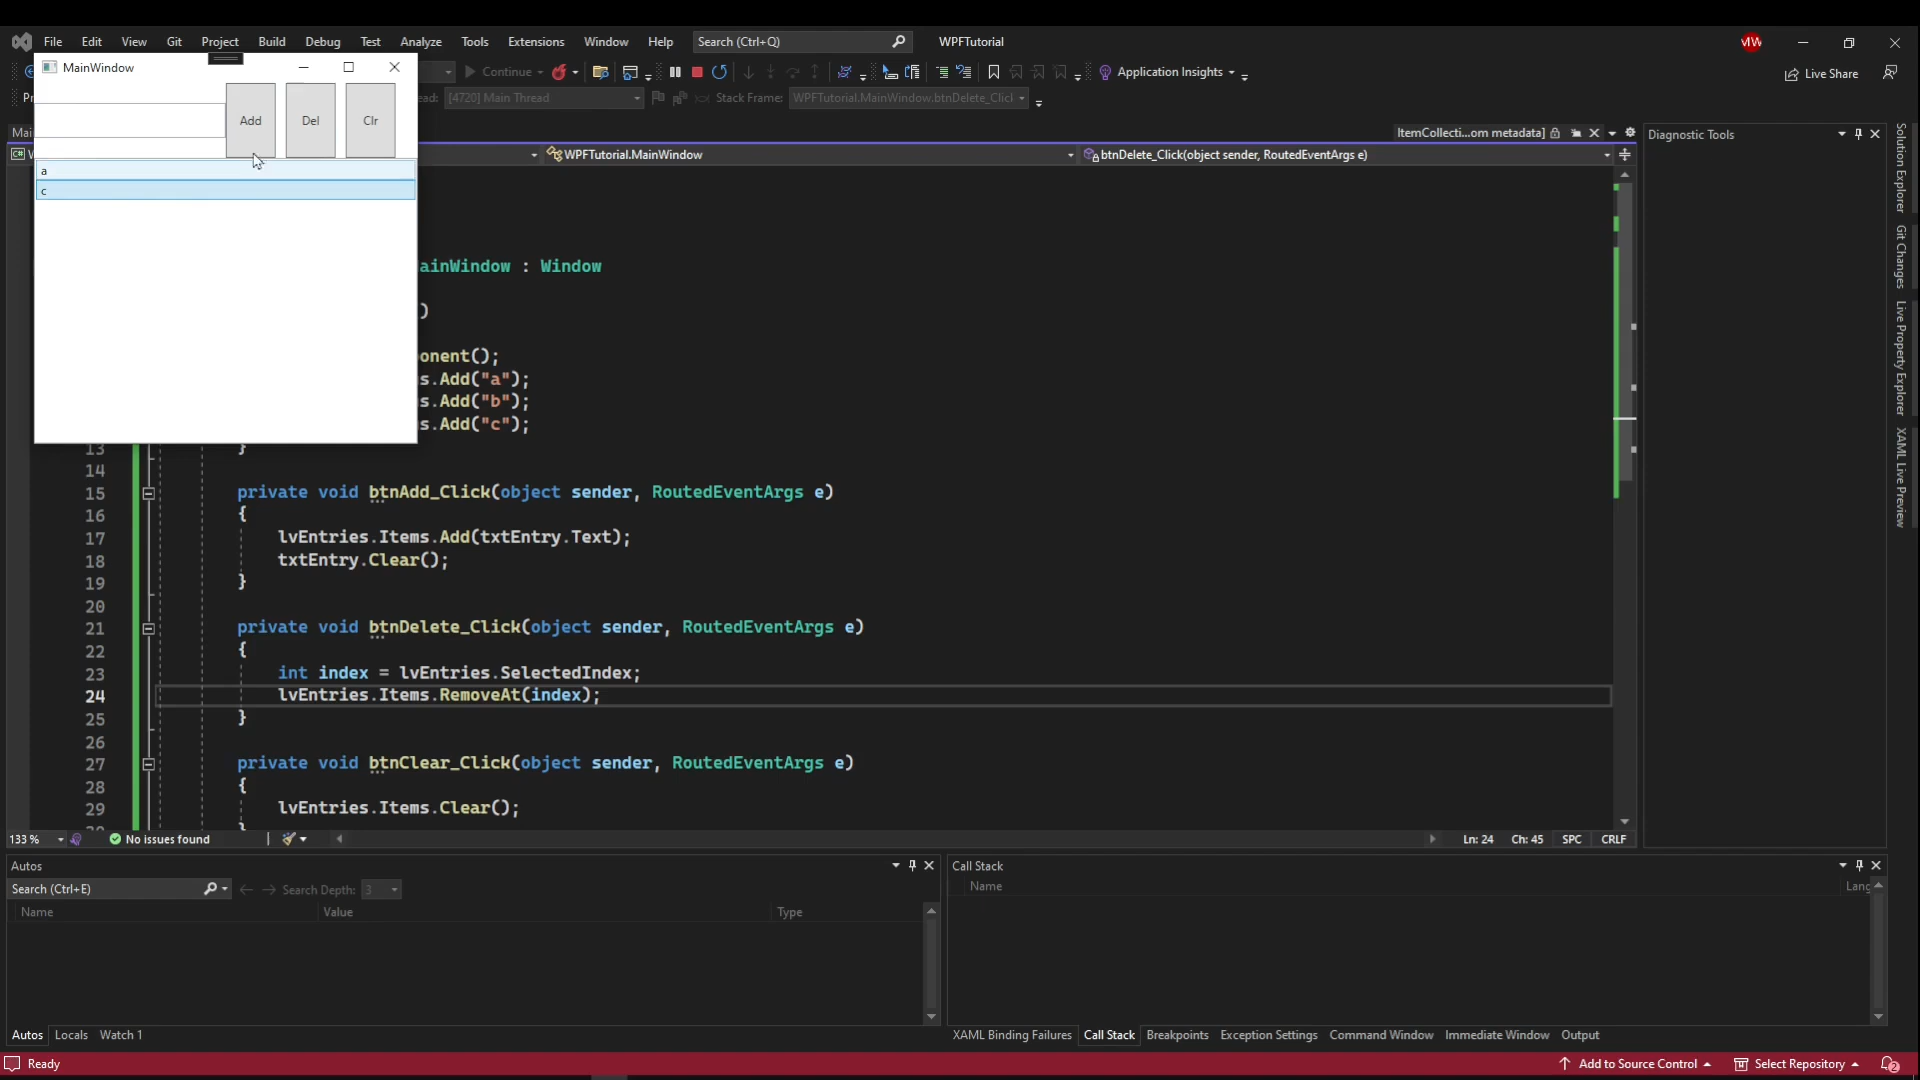 File Edit View Git Project Build Debug Test Analyze Tools Extensions Window Help Search (Ctrl+Q) WPFTutorial MW
MainWindow
Continue Application Insights Live Share
[4720] Main Thread Stack Frame: WPFTutorial.MainWindow.btnDelete_Click
Add Del Clr
ItemCollecti...om metadata] Diagnostic Tools
WPFTutorial.MainWindow btnDelete_Click(object sender, RoutedEventArgs e)
a
c
ainWindow : Window
)
onent();
s.Add("a");
s.Add("b");
s.Add("c");
13 }
14
15 private void btnAdd_Click(object sender, RoutedEventArgs e)
16 {
17 lvEntries.Items.Add(txtEntry.Text);
18 txtEntry.Clear();
19 }
20
21 private void btnDelete_Click(object sender, RoutedEventArgs e)
22 {
23 int index = lvEntries.SelectedIndex;
24 lvEntries.Items.RemoveAt(index);
25 }
26
27 private void btnClear_Click(object sender, RoutedEventArgs e)
28 {
29 lvEntries.Items.Clear();
}
Solution Explorer
Git Changes
Live Property Explorer
XAML Live Preview
133 % No issues found Ln: 24 Ch: 45 SPC CRLF
Autos
Search (Ctrl+E) Search Depth: 3
Name Value Type
Autos Locals Watch 1
Call Stack
Name Lang
XAML Binding Failures Call Stack Breakpoints Exception Settings Command Window Immediate Window Output
Ready Add to Source Control Select Repository 2